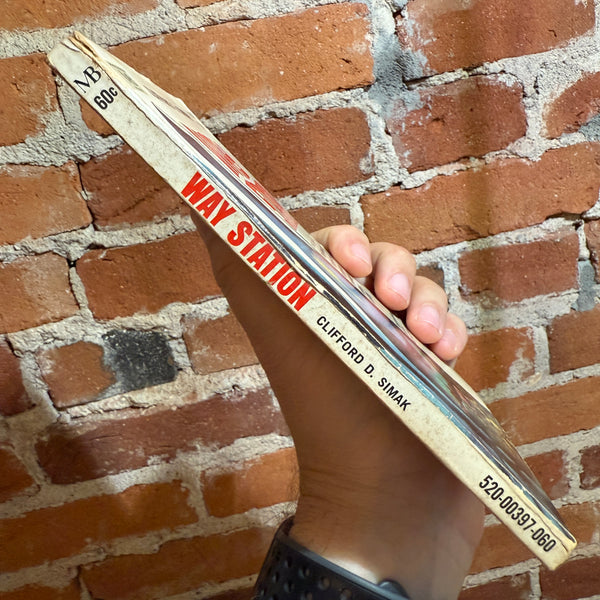 MB
60c
WAY STATION
CLIFFORD D. SIMAK
520-00397-060